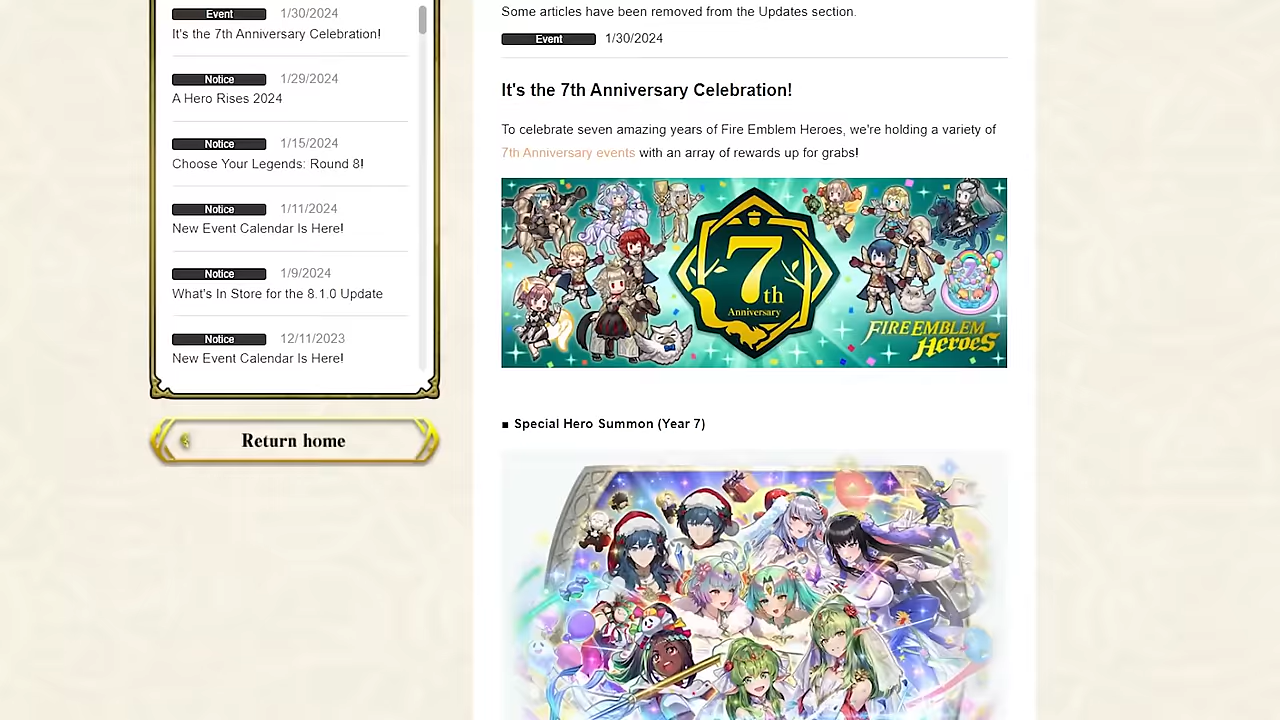 Event 1/30/2024
It's the 7th Anniversary Celebration!
Notice 1/29/2024
A Hero Rises 2024
Notice 1/15/2024
Choose Your Legends: Round 8!
Notice 1/11/2024
New Event Calendar Is Here!
Notice 1/9/2024
What's In Store for the 8.1.0 Update
Notice 12/11/2023
New Event Calendar Is Here!
Return home
Some articles have been removed from the Updates section.
Event 1/30/2024
It's the 7th Anniversary Celebration!
To celebrate seven amazing years of Fire Emblem Heroes, we're holding a variety of
7th Anniversary events with an array of rewards up for grabs!
7th
Anniversary
FIRE EMBLEM
Heroes
■ Special Hero Summon (Year 7)